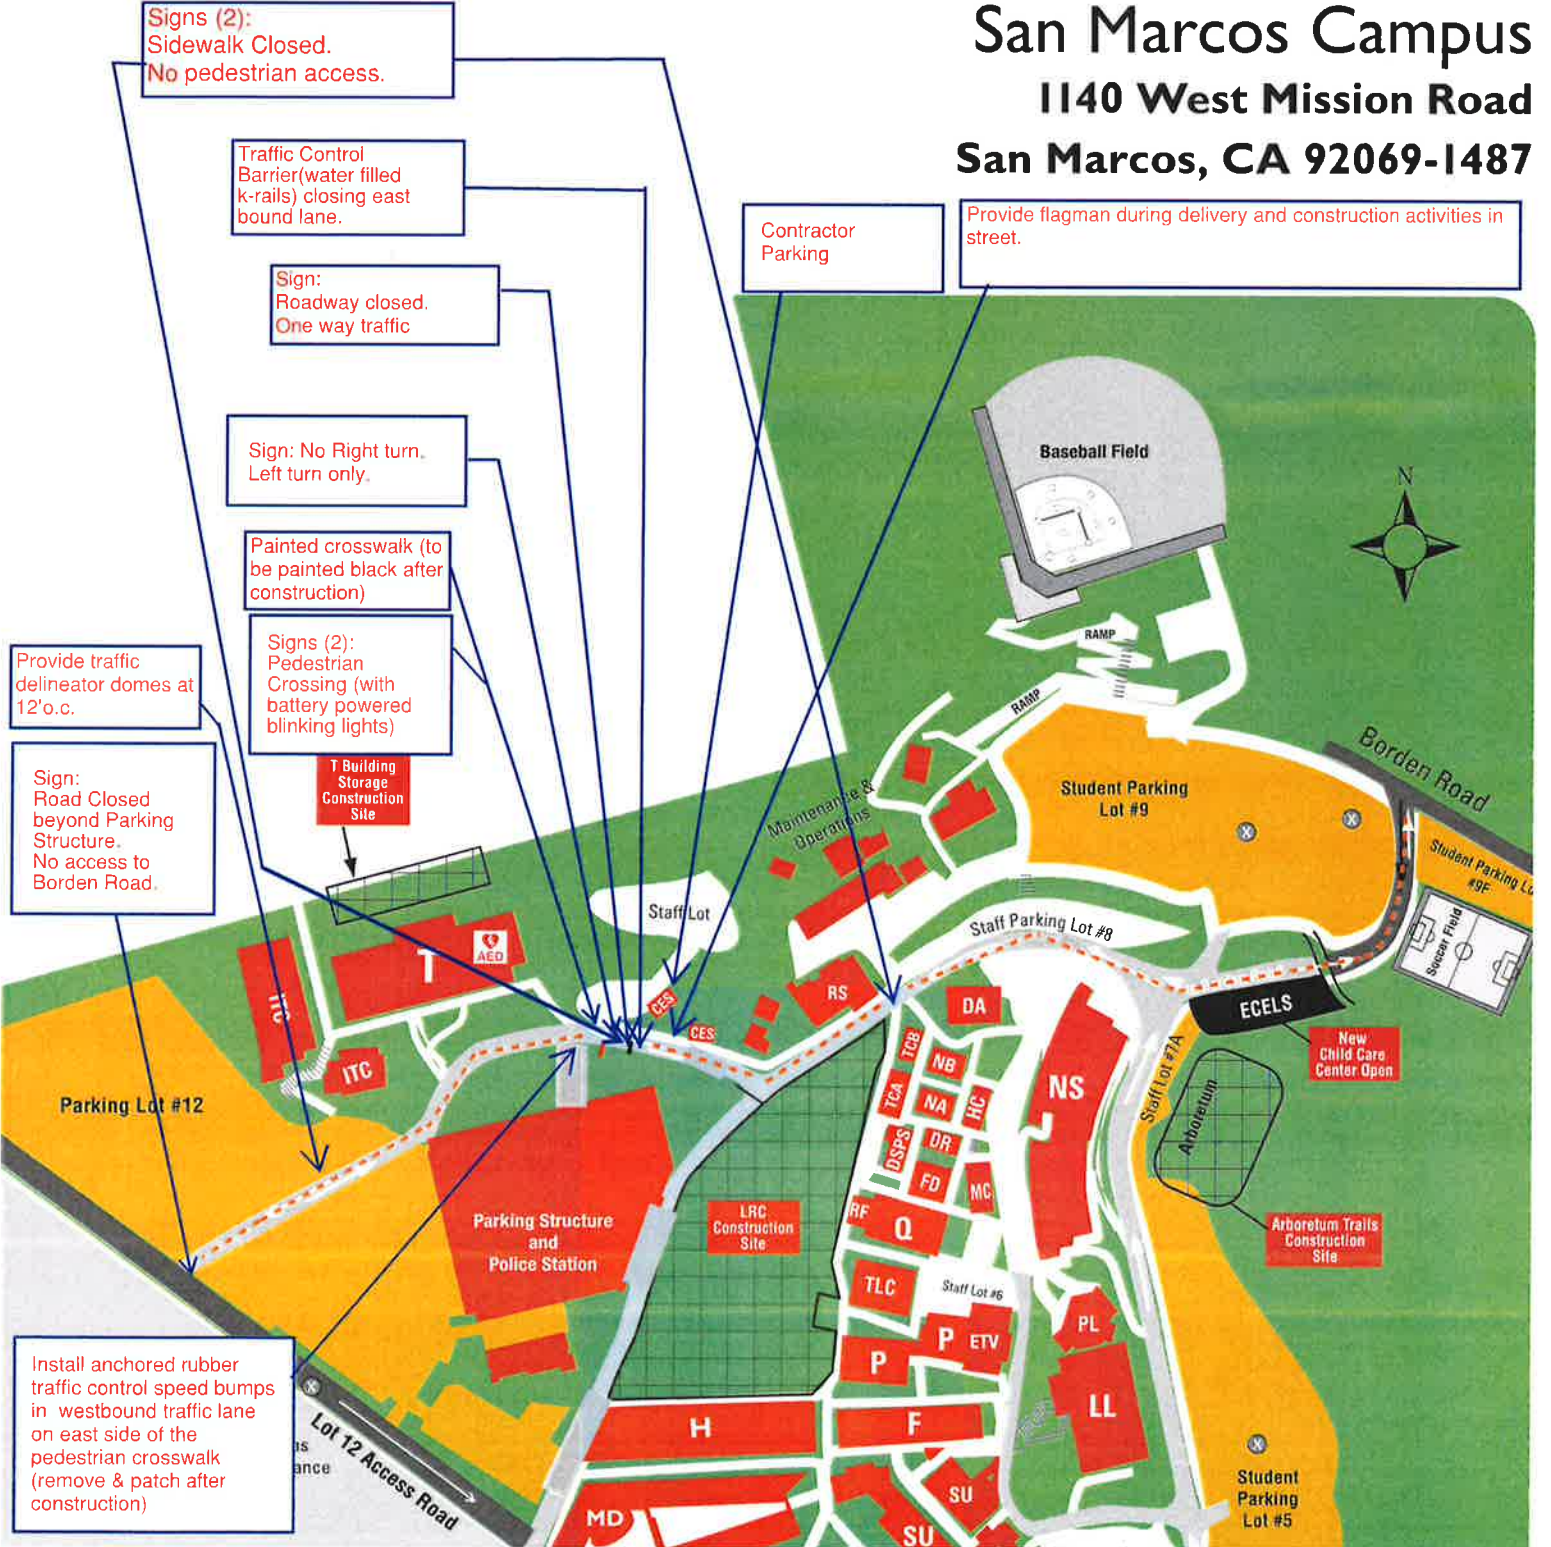 San Marcos Campus
1140 West Mission Road
San Marcos, CA 92069-1487
Signs (2):
Sidewalk Closed.
No pedestrian access.
Traffic Control
Barrier(water filled
k-rails) closing east
bound lane.
Sign:
Roadway closed.
One way traffic
Contractor
Parking
Provide flagman during delivery and construction activities in
street.
Sign: No Right turn.
Left turn only.
Painted crosswalk (to
be painted black after
construction)
Signs (2):
Pedestrian
Crossing (with
battery powered
blinking lights)
Provide traffic
delineator domes at
12'o.c.
Sign:
Road Closed
beyond Parking
Structure.
No access to
Borden Road.
T Building
Storage
Construction
Site
Baseball Field
N
RAMP
RAMP
Borden Road
Student Parking
Lot #9
X
X
Student Parking Lo
#9F
Soccer Field
Maintenance &
Operations
Staff Lot
Staff Parking Lot #8
T
AED
ITC
ITC
CES
CES
RS
DA
ECELS
New
Child Care
Center Open
Parking Lot #12
TCB
NB
TCA
NA
HC
NS
DSPS
DR
FD
MC
RF
Q
Staff Lot #7A
Arboretum
Arboretum Trails
Construction
Site
Parking Structure
and
Police Station
LRC
Construction
Site
TLC
Staff Lot #6
P
P
ETV
PL
LL
H
F
SU
SU
MD
X
Student
Parking
Lot #5
Install anchored rubber
traffic control speed bumps
in westbound traffic lane
on east side of the
pedestrian crosswalk
(remove & patch after
construction)
X
Lot 12 Access Road
as
ance